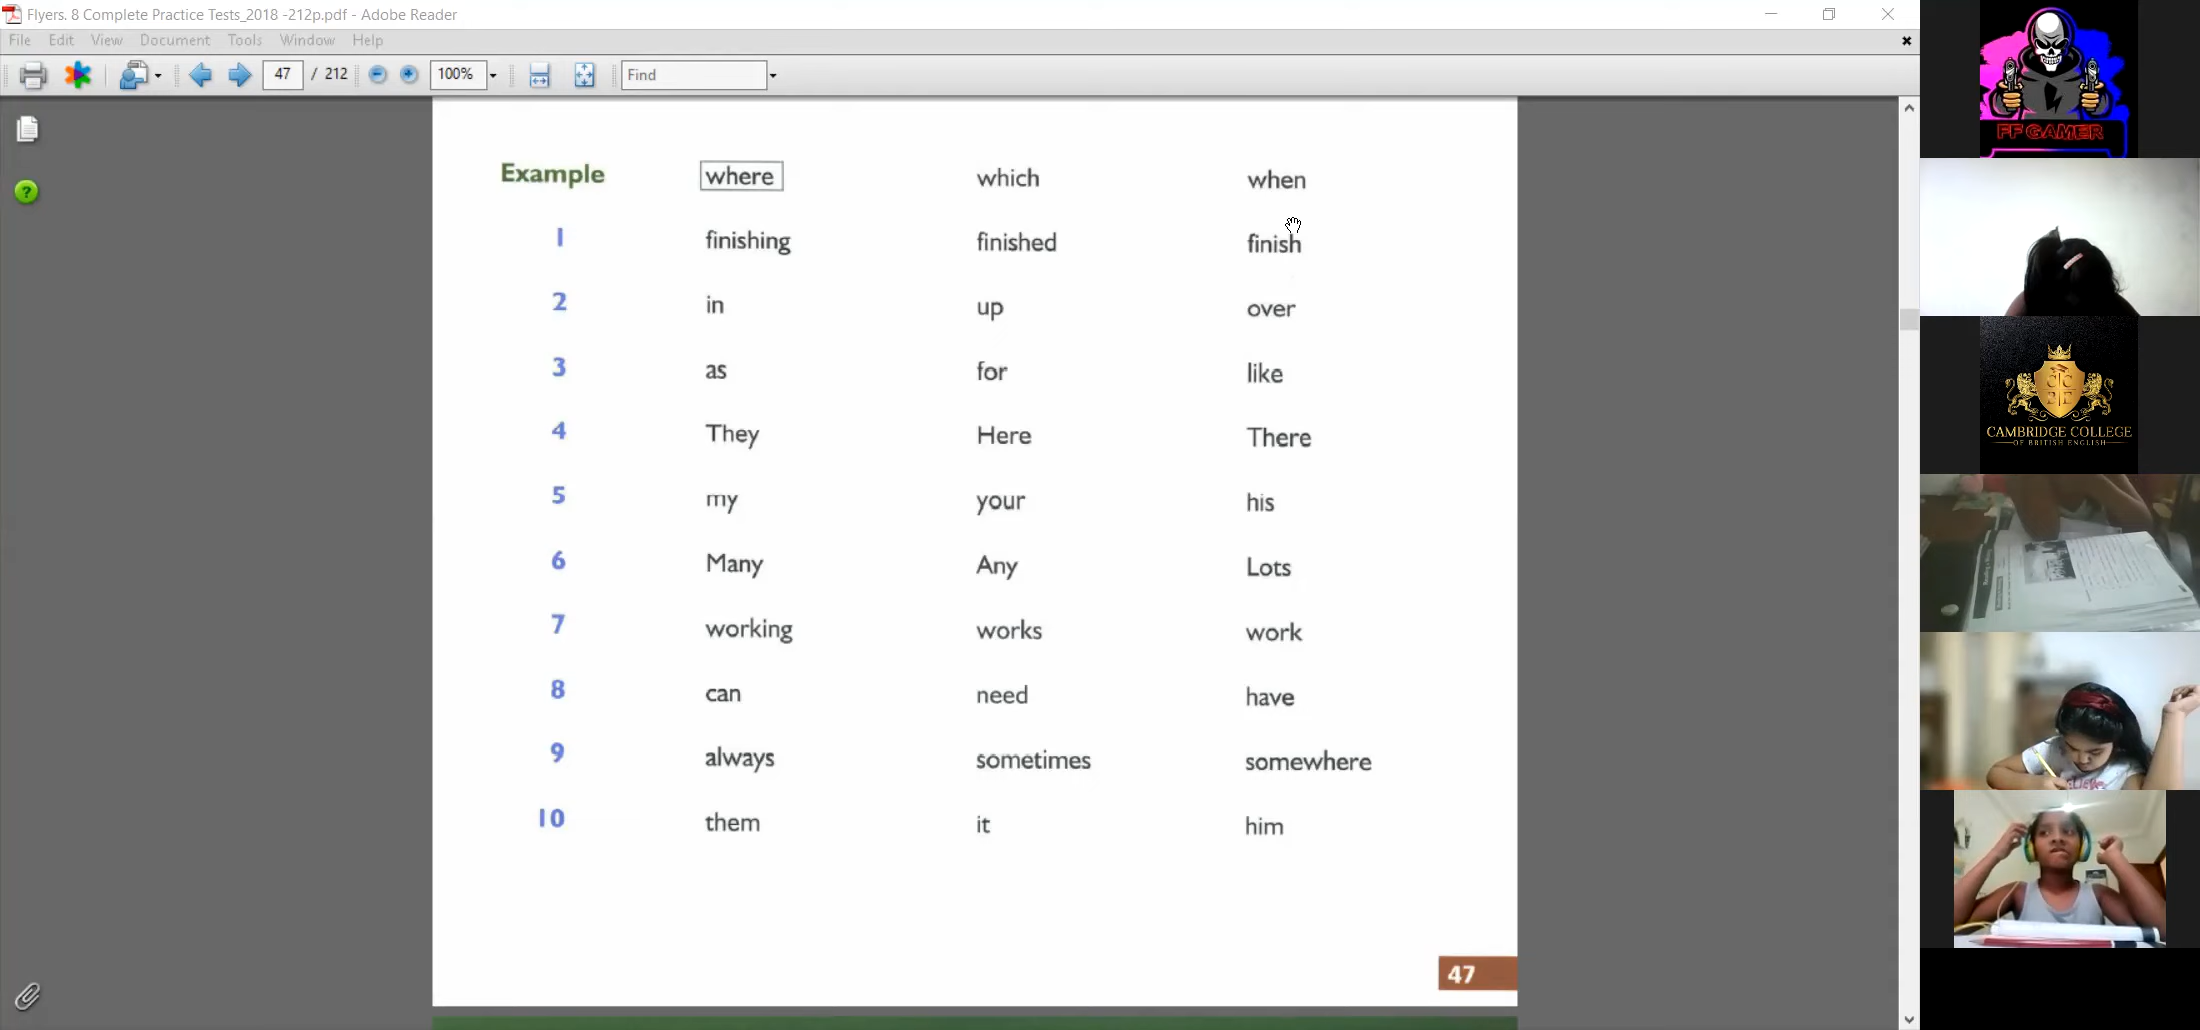 Flyers. 8 Complete Practice Tests_2018 -212p.pdf - Adobe Reader
File Edit View Document Tools Window Help
47 / 212 100% Find
Example where which when
1 finishing finished finish
2 in up over
3 as for like
4 They Here There
5 my your his
6 Many Any Lots
7 working works work
8 can need have
9 always sometimes somewhere
10 them it him
47
FF GAMER
CAMBRIDGE COLLEGE
OF BRITISH ENGLISH